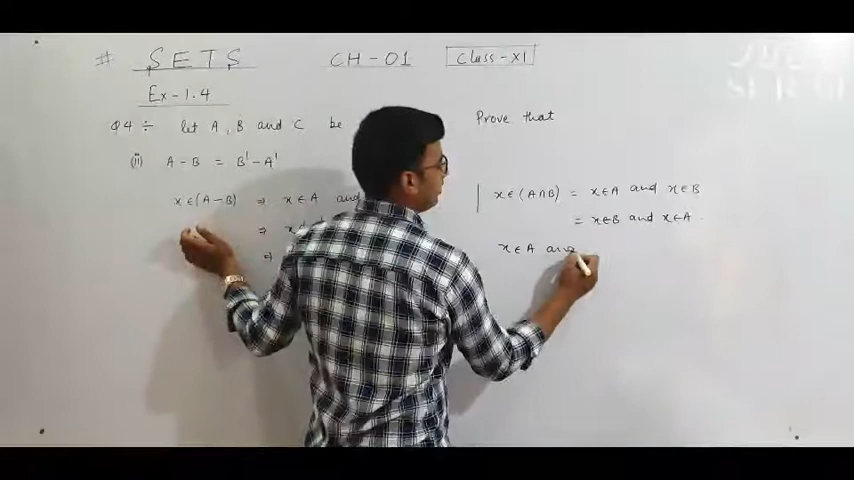 # SETS CH-01 Class-XI
Ex-1.4
Q4 ÷ let A, B and C be Prove that
(ii) A-B = B'-A'
x∈(A-B) ⇒ x∈A and
⇒
⇒
x∈(A∩B) = x∈A and x∈B
= x∈B and x∈A.
x∈A and